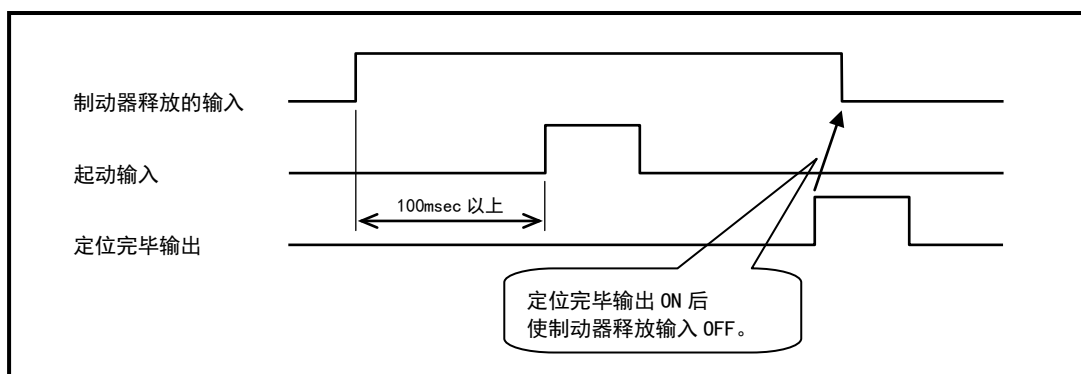 制动器释放的输入
起动输入
100msec 以上
定位完毕输出
定位完毕输出 ON 后
使制动器释放输入 OFF。